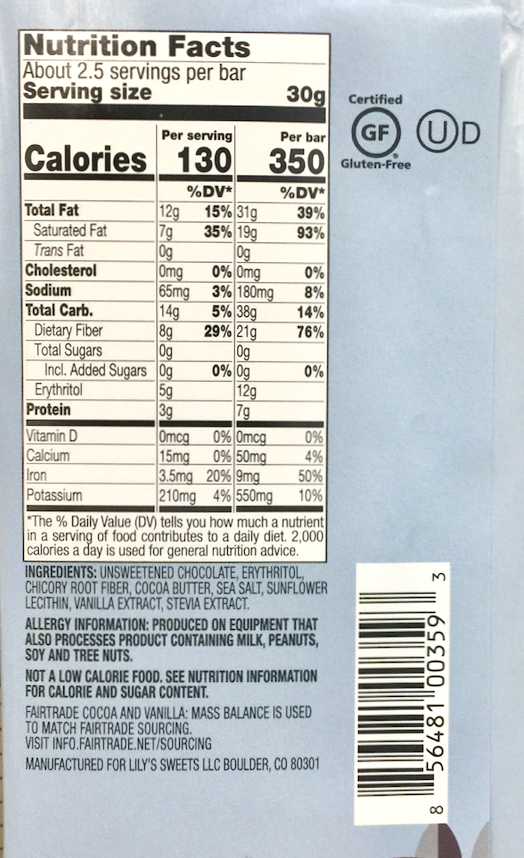 Nutrition Facts
About 2.5 servings per bar
Serving size 30g
Calories
Per serving Per bar
130 350
%DV* %DV*
Total Fat 12g 15% 31g 39%
Saturated Fat 7g 35% 19g 93%
Trans Fat 0g 0g
Cholesterol 0mg 0% 0mg 0%
Sodium 65mg 3% 180mg 8%
Total Carb. 14g 5% 38g 14%
Dietary Fiber 8g 29% 21g 76%
Total Sugars 0g 0g
Incl. Added Sugars 0g 0% 0g 0%
Erythritol 5g 12g
Protein 3g 7g
Vitamin D 0mcg 0% 0mcg 0%
Calcium 15mg 0% 50mg 4%
Iron 3.5mg 20% 9mg 50%
Potassium 210mg 4% 550mg 10%
*The % Daily Value (DV) tells you how much a nutrient
in a serving of food contributes to a daily diet. 2,000
calories a day is used for general nutrition advice.
INGREDIENTS: UNSWEETENED CHOCOLATE, ERYTHRITOL,
CHICORY ROOT FIBER, COCOA BUTTER, SEA SALT, SUNFLOWER
LECITHIN, VANILLA EXTRACT, STEVIA EXTRACT.
ALLERGY INFORMATION: PRODUCED ON EQUIPMENT THAT
ALSO PROCESSES PRODUCT CONTAINING MILK, PEANUTS,
SOY AND TREE NUTS.
NOT A LOW CALORIE FOOD. SEE NUTRITION INFORMATION
FOR CALORIE AND SUGAR CONTENT.
FAIRTRADE COCOA AND VANILLA: MASS BALANCE IS USED
TO MATCH FAIRTRADE SOURCING.
VISIT INFO.FAIRTRADE.NET/SOURCING
MANUFACTURED FOR LILY'S SWEETS LLC BOULDER, CO 80301
Certified
GF
®
Gluten-Free
U D
8 56481 00359 3